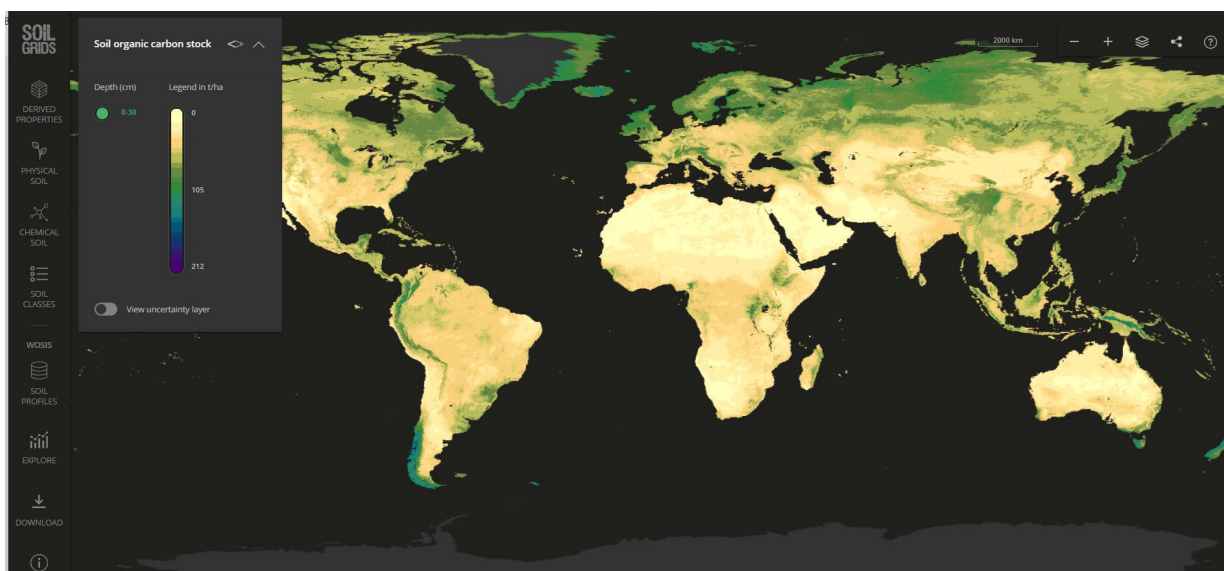 SOIL
GRIDS
DERIVED
PROPERTIES
PHYSICAL
SOIL
CHEMICAL
SOIL
SOIL
CLASSES
WOSIS
SOIL
PROFILES
EXPLORE
DOWNLOAD
Soil organic carbon stock
Depth (cm)
Legend in t/ha
0-30
0
105
212
View uncertainty layer
2000 km